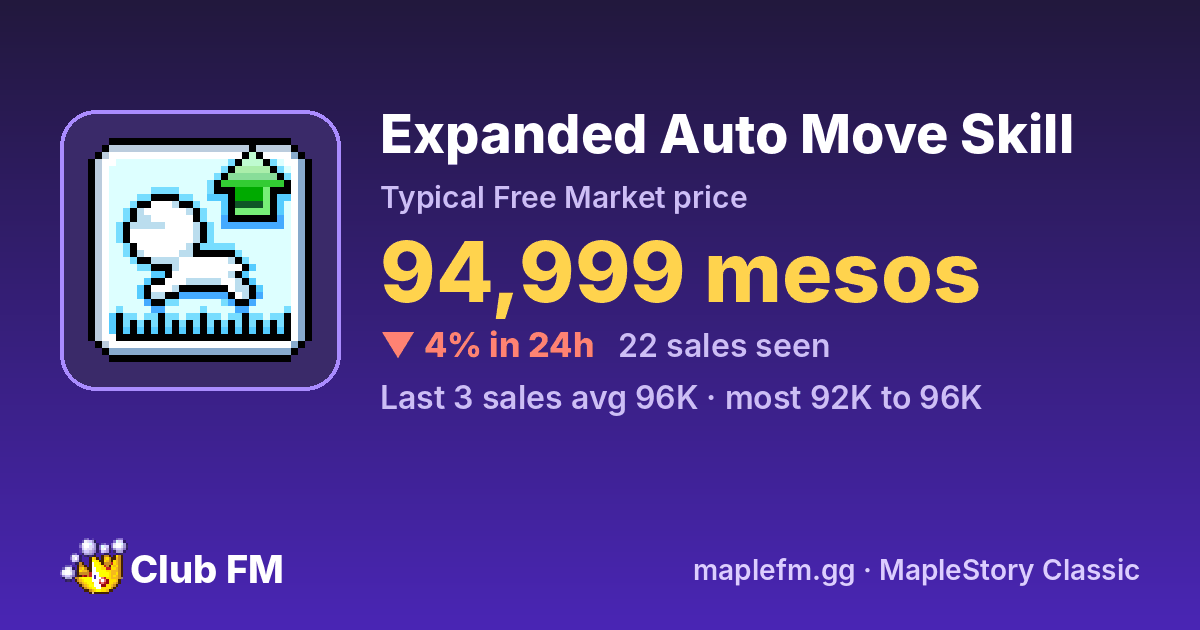 Expanded Auto Move Skill
Typical Free Market price
94,999 mesos
▼ 4% in 24h 22 sales seen
Last 3 sales avg 96K · most 92K to 96K
Club FM
maplefm.gg · MapleStory Classic